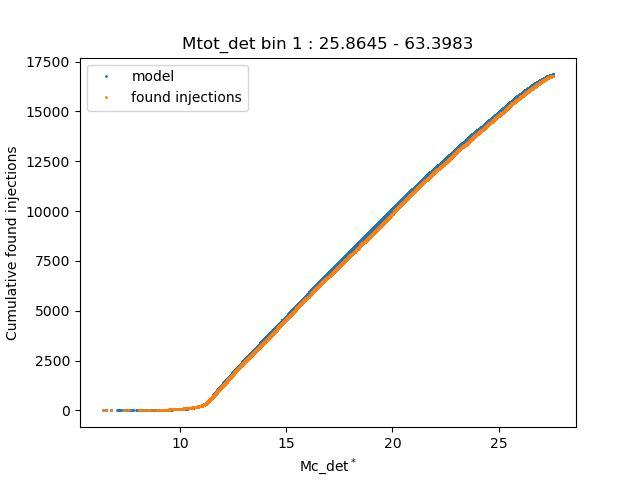 Mtot_det bin 1 : 25.8645 - 63.3983
model
found injections
Cumulative found injections
17500
15000
12500
10000
7500
5000
2500
0
10 15 20 25
Mc_det*